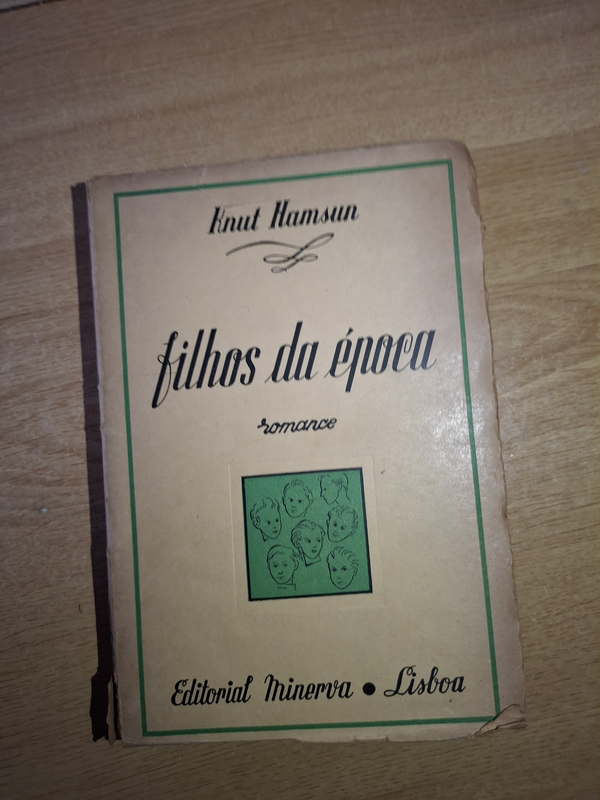 Knut Hamsun
filhos da época
romance
Editorial Minerva • Lisboa